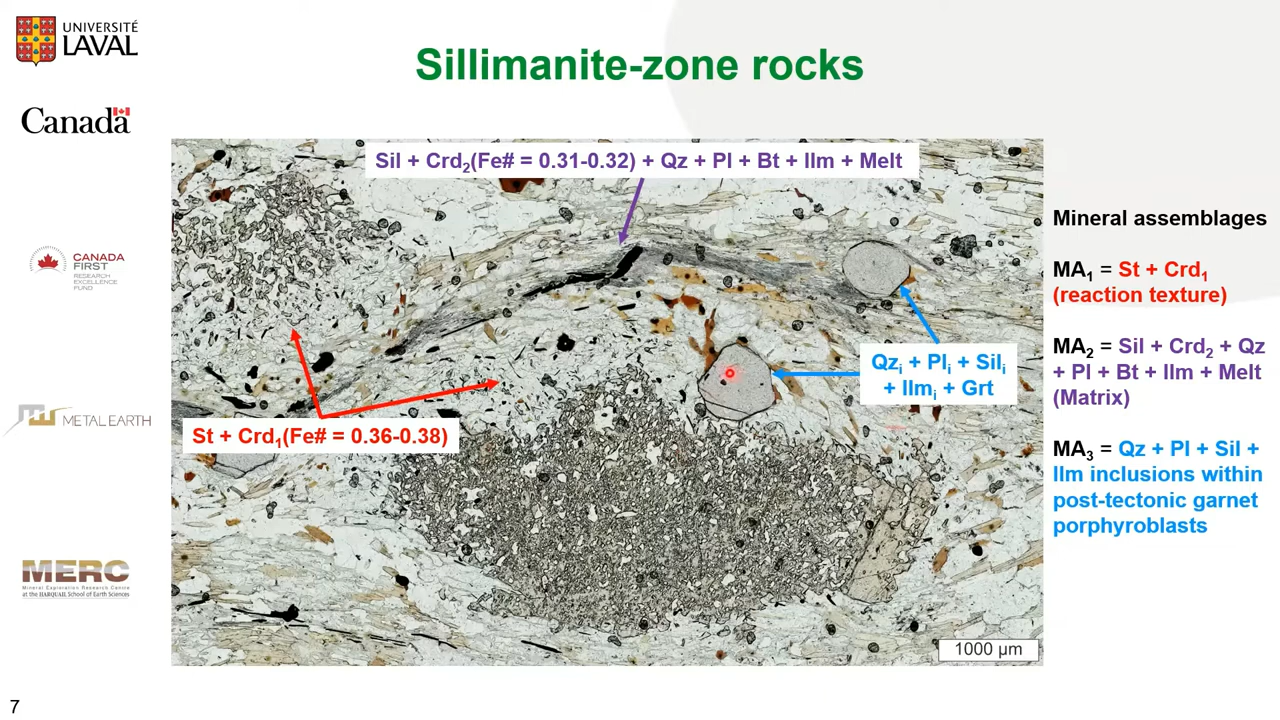 UNIVERSITÉ
LAVAL
Sillimanite-zone rocks
Canada
Sil + Crd2(Fe# = 0.31-0.32) + Qz + Pl + Bt + Ilm + Melt
Mineral assemblages
CANADA
FIRST
RESEARCH
EXCELLENCE
FUND
MA1 = St + Crd1
(reaction texture)
MA2 = Sil + Crd2 + Qz
+ Pl + Bt + Ilm + Melt
(Matrix)
Qzi + Pli + Sili
+ Ilmi + Grt
METAL EARTH
St + Crd1(Fe# = 0.36-0.38)
MA3 = Qz + Pl + Sil +
Ilm inclusions within
post-tectonic garnet
porphyroblasts
MERC
Mineral Exploration Research Centre
at the HARQUAIL School of Earth Sciences
1000 µm
7